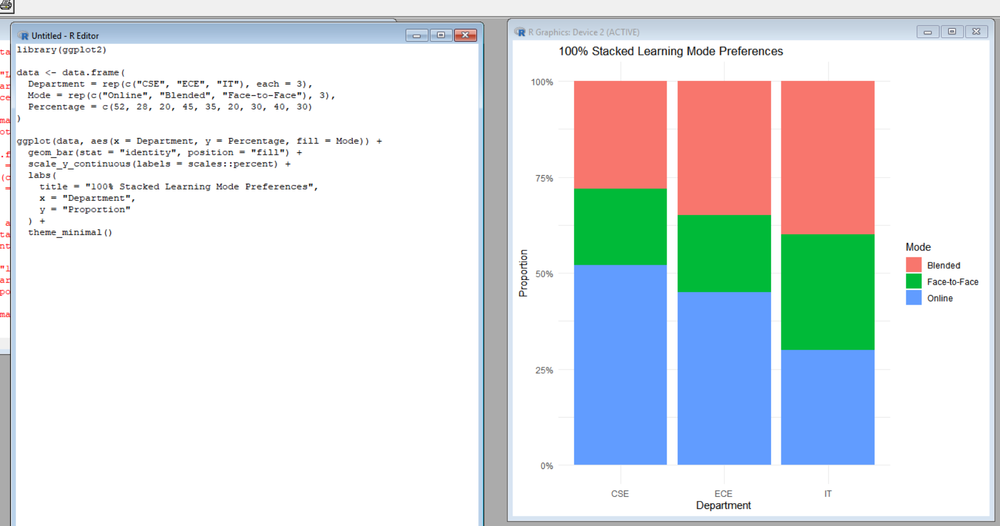 Untitled - R Editor
library(ggplot2)
data <- data.frame(
  Department = rep(c("CSE", "ECE", "IT"), each = 3),
  Mode = rep(c("Online", "Blended", "Face-to-Face"), 3),
  Percentage = c(52, 28, 20, 45, 35, 20, 30, 40, 30)
)
ggplot(data, aes(x = Department, y = Percentage, fill = Mode)) +
  geom_bar(stat = "identity", position = "fill") +
  scale_y_continuous(labels = scales::percent) +
  labs(
    title = "100% Stacked Learning Mode Preferences",
    x = "Department",
    y = "Proportion"
  ) +
  theme_minimal()
R Graphics: Device 2 (ACTIVE)
100% Stacked Learning Mode Preferences
100%
75%
50%
25%
0%
Proportion
CSE ECE IT
Department
Mode
Blended
Face-to-Face
Online